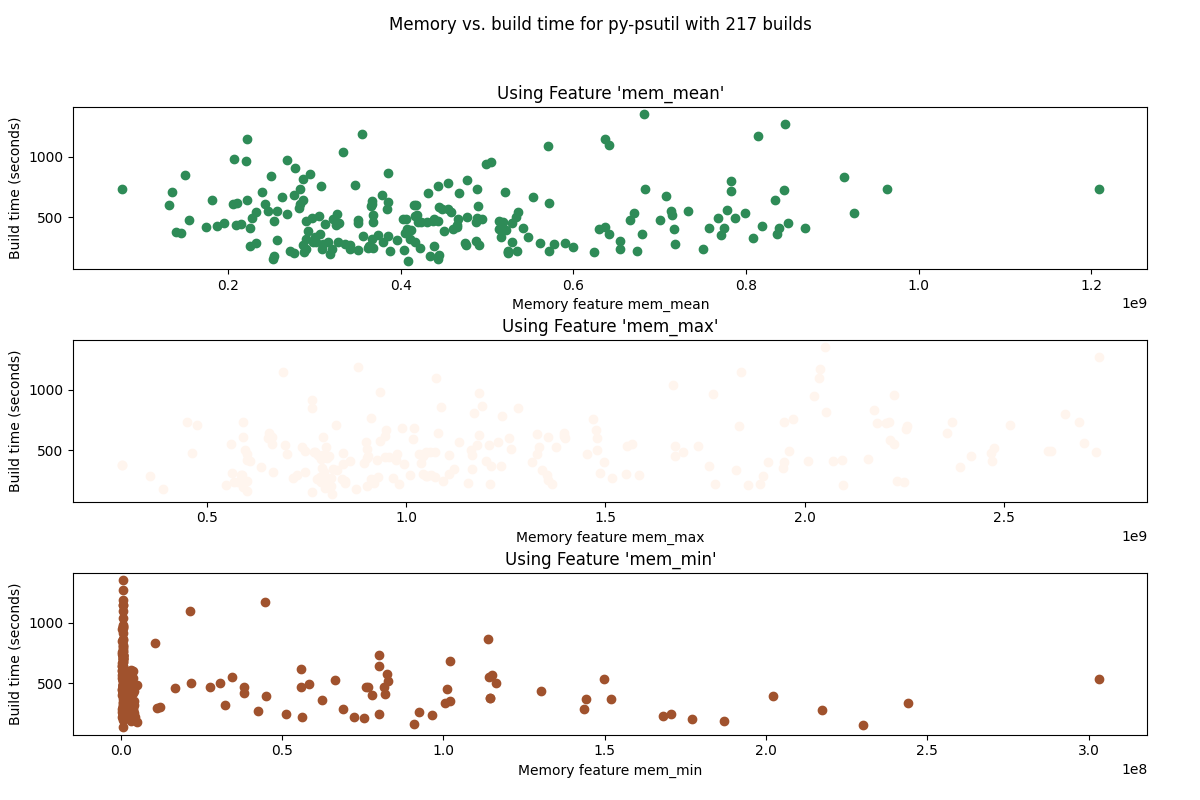 Memory vs. build time for py-psutil with 217 builds
Using Feature 'mem_mean'
Build time (seconds)
1000
500
0.2 0.4 0.6 0.8 1.0 1.2
1e9
Memory feature mem_mean
Using Feature 'mem_max'
Build time (seconds)
1000
500
0.5 1.0 1.5 2.0 2.5
1e9
Memory feature mem_max
Using Feature 'mem_min'
Build time (seconds)
1000
500
0.0 0.5 1.0 1.5 2.0 2.5 3.0
1e8
Memory feature mem_min